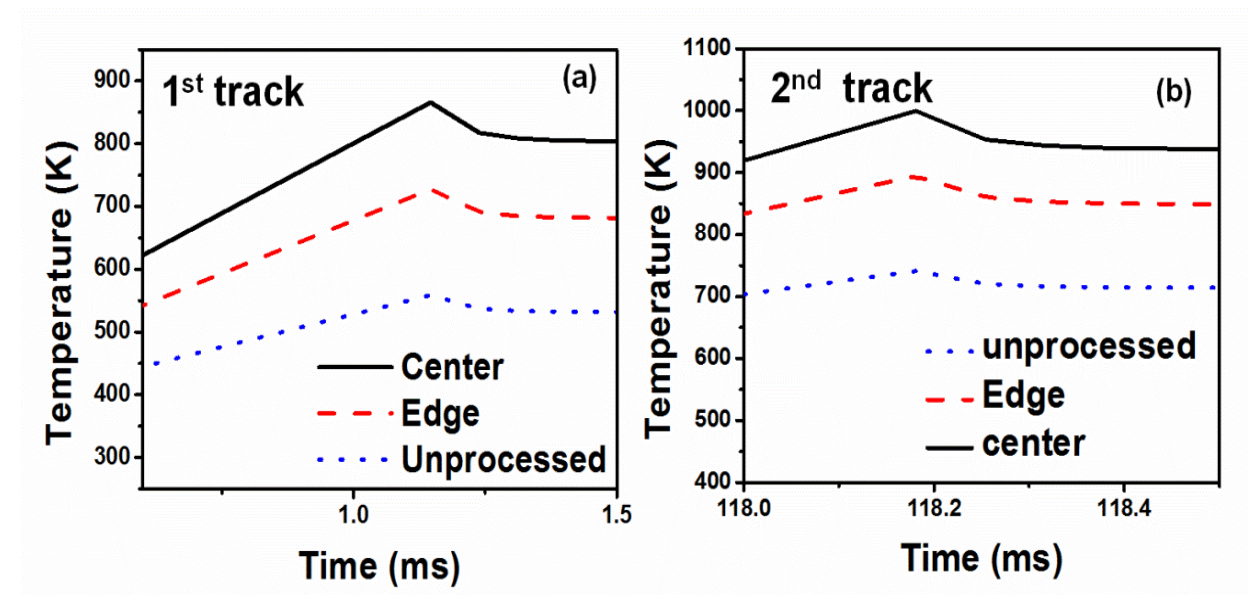 1st track
(a)
Temperature (K)
900
800
700
600
500
400
300
Center
Edge
Unprocessed
1.0
1.5
Time (ms)
2nd track
(b)
Temperature (K)
1100
1000
900
800
700
600
500
400
unprocessed
Edge
center
118.0
118.2
118.4
Time (ms)